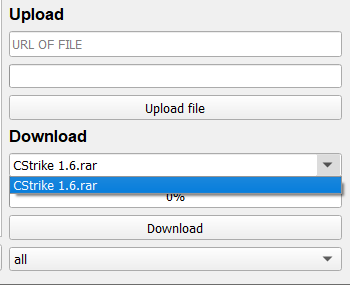 Upload
URL OF FILE
Upload file
Download
CStrike 1.6.rar
CStrike 1.6.rar
0%
Download
all